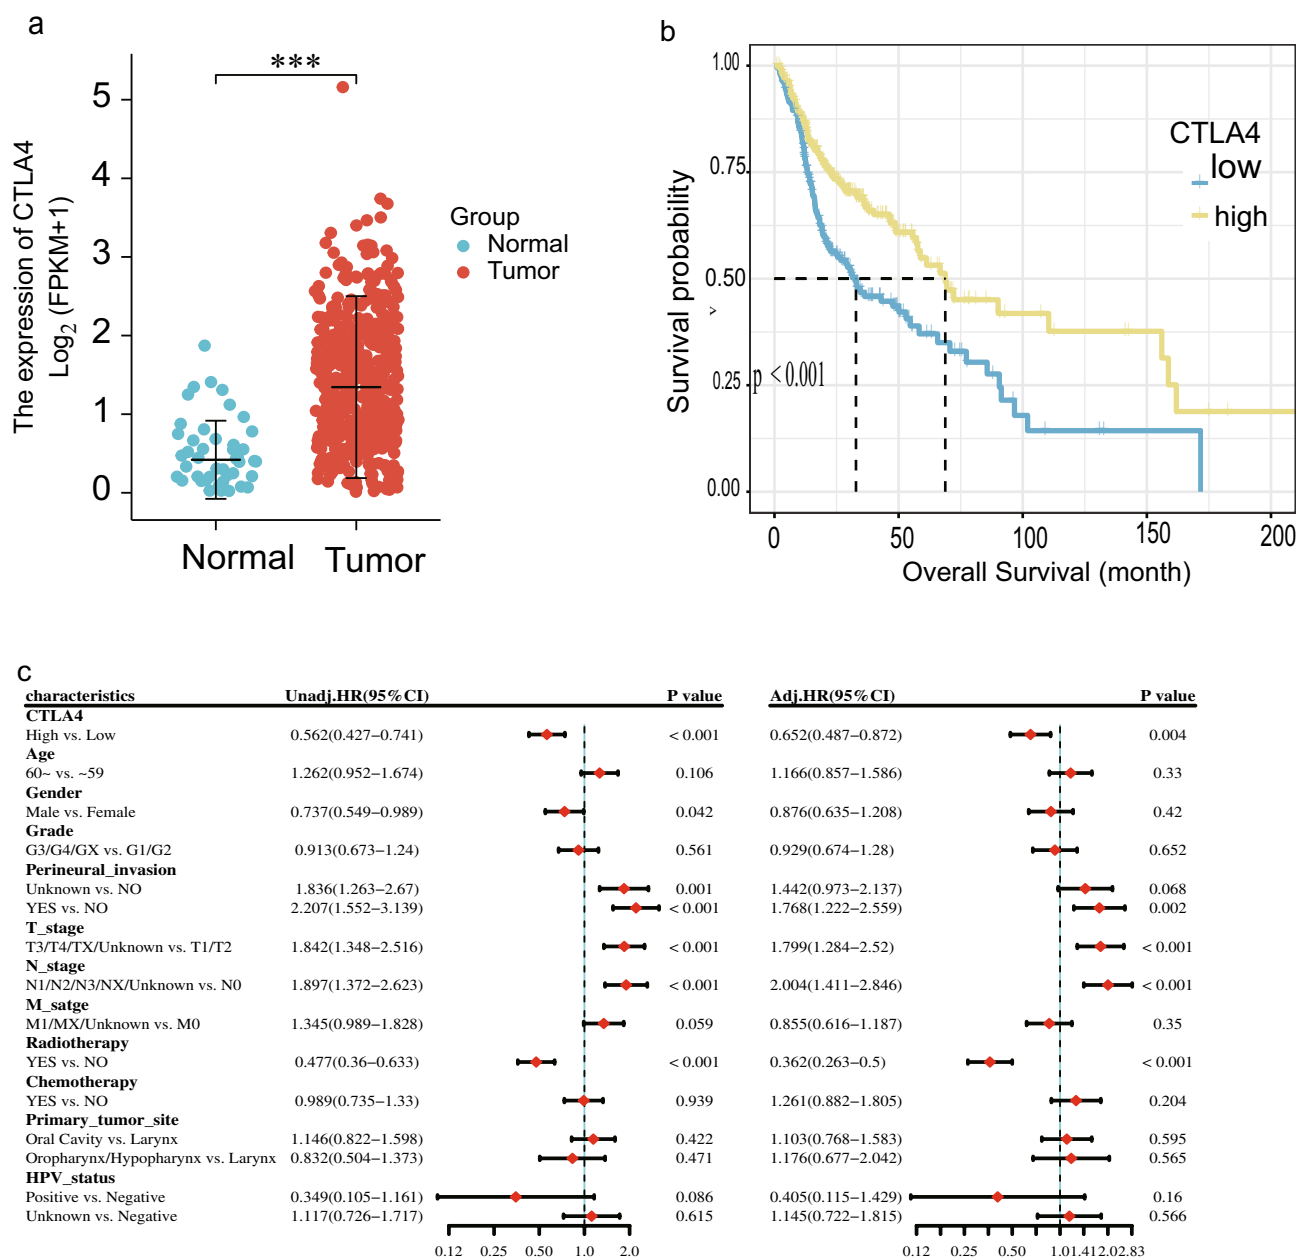 a
***
The expression of CTLA4
Log2 (FPKM+1)
5
4
3
2
1
0
Normal
Tumor
Group
Normal
Tumor
b
Survival probability
1.00
0.75
0.50
0.25
0.00
p < 0.001
CTLA4
low
high
0 50 100 150 200
Overall Survival (month)
c
characteristics Unadj.HR(95%CI) P value Adj.HR(95%CI) P value
CTLA4
High vs. Low 0.562(0.427−0.741) < 0.001 0.652(0.487−0.872) 0.004
Age
60~ vs. ~59 1.262(0.952−1.674) 0.106 1.166(0.857−1.586) 0.33
Gender
Male vs. Female 0.737(0.549−0.989) 0.042 0.876(0.635−1.208) 0.42
Grade
G3/G4/GX vs. G1/G2 0.913(0.673−1.24) 0.561 0.929(0.674−1.28) 0.652
Perineural_invasion
Unknown vs. NO 1.836(1.263−2.67) 0.001 1.442(0.973−2.137) 0.068
YES vs. NO 2.207(1.552−3.139) < 0.001 1.768(1.222−2.559) 0.002
T_stage
T3/T4/TX/Unknown vs. T1/T2 1.842(1.348−2.516) < 0.001 1.799(1.284−2.52) < 0.001
N_stage
N1/N2/N3/NX/Unknown vs. N0 1.897(1.372−2.623) < 0.001 2.004(1.411−2.846) < 0.001
M_satge
M1/MX/Unknown vs. M0 1.345(0.989−1.828) 0.059 0.855(0.616−1.187) 0.35
Radiotherapy
YES vs. NO 0.477(0.36−0.633) < 0.001 0.362(0.263−0.5) < 0.001
Chemotherapy
YES vs. NO 0.989(0.735−1.33) 0.939 1.261(0.882−1.805) 0.204
Primary_tumor_site
Oral Cavity vs. Larynx 1.146(0.822−1.598) 0.422 1.103(0.768−1.583) 0.595
Oropharynx/Hypopharynx vs. Larynx 0.832(0.504−1.373) 0.471 1.176(0.677−2.042) 0.565
HPV_status
Positive vs. Negative 0.349(0.105−1.161) 0.086 0.405(0.115−1.429) 0.16
Unknown vs. Negative 1.117(0.726−1.717) 0.615 1.145(0.722−1.815) 0.566
0.12 0.25 0.50 1.0 2.0 0.12 0.25 0.50 1.01.412.02.83